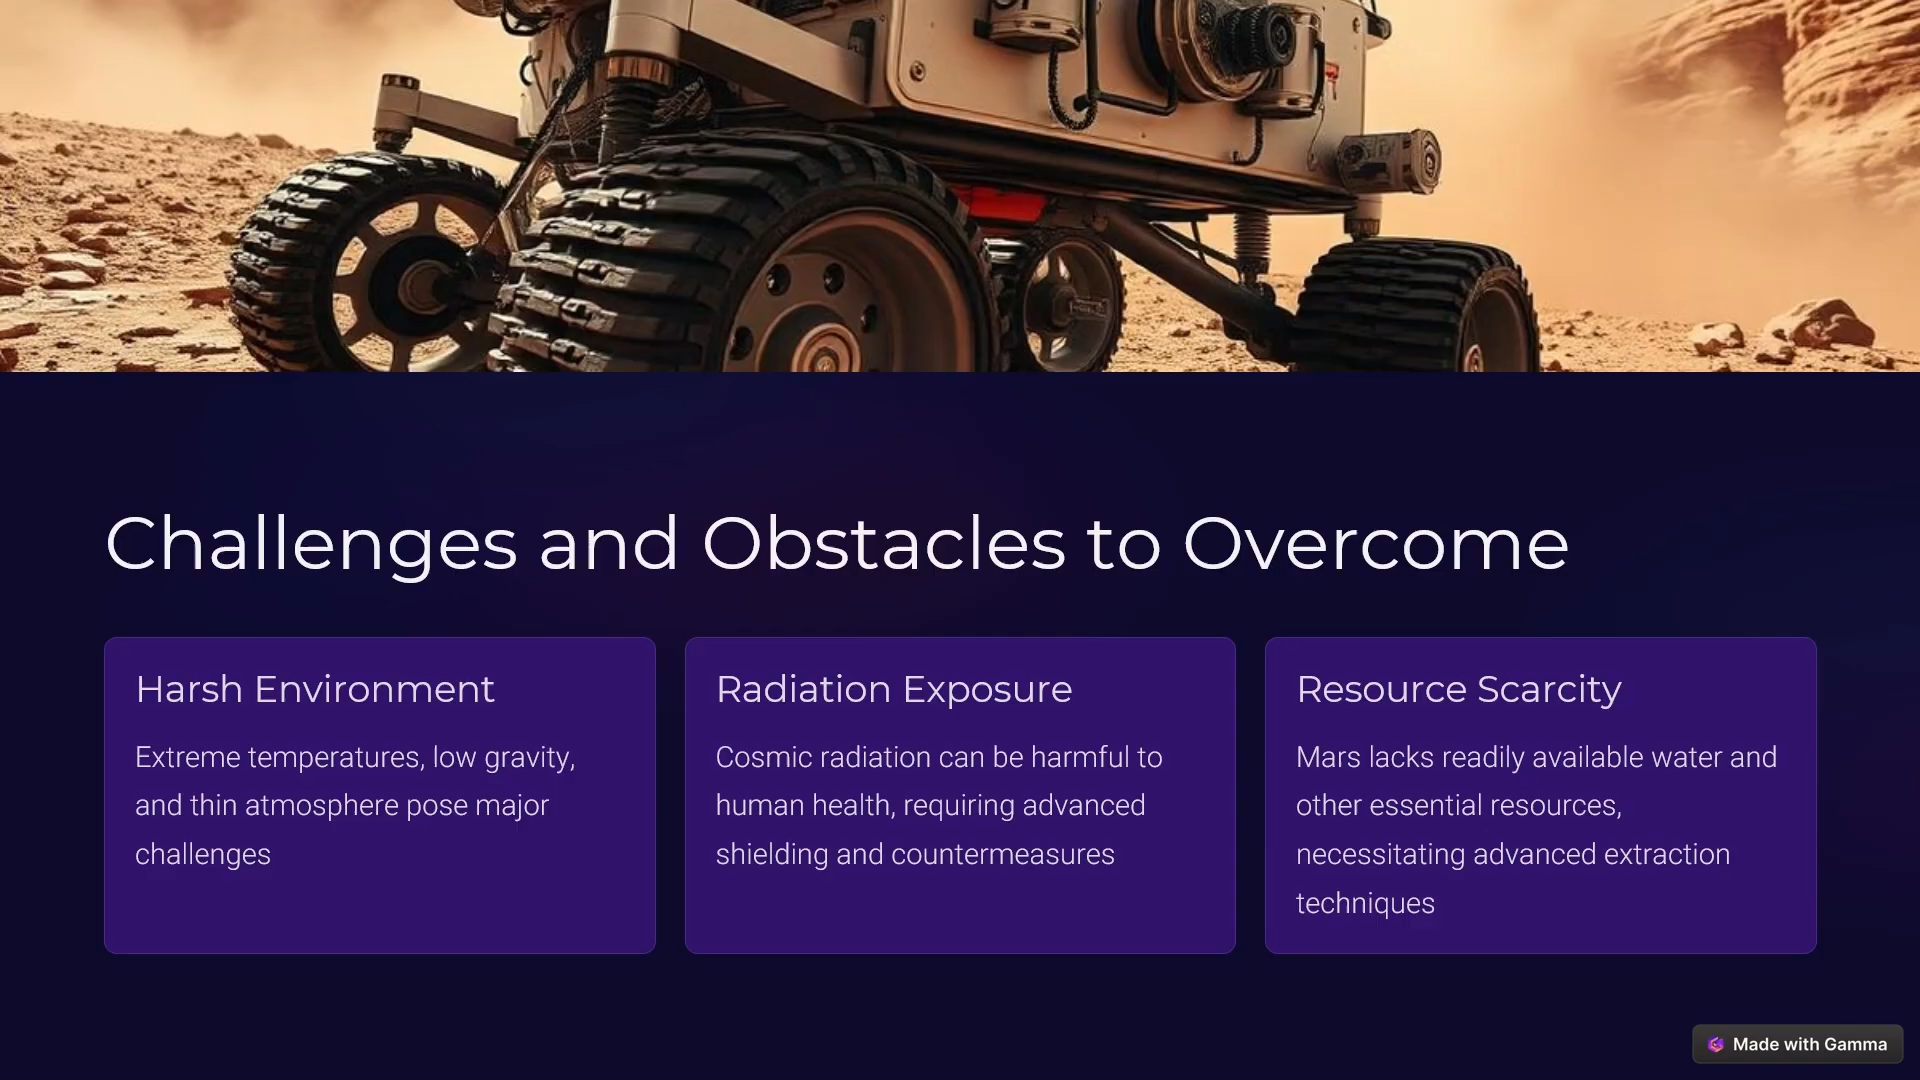 Challenges and Obstacles to Overcome
Harsh Environment
Extreme temperatures, low gravity,
and thin atmosphere pose major
challenges
Radiation Exposure
Cosmic radiation can be harmful to
human health, requiring advanced
shielding and countermeasures
Resource Scarcity
Mars lacks readily available water and
other essential resources,
necessitating advanced extraction
techniques
Made with Gamma